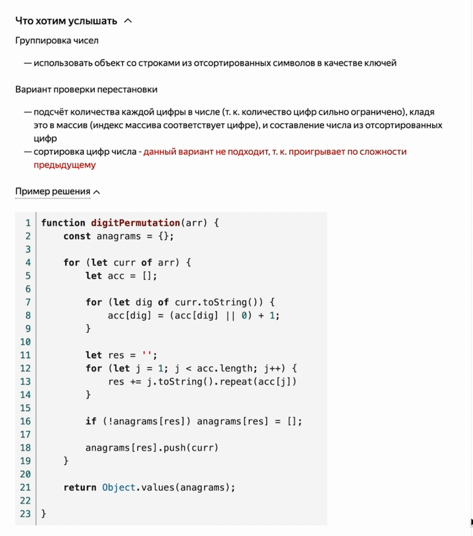 Что хотим услышать
Группировка чисел
— использовать объект со строками из отсортированных символов в качестве ключей
Вариант проверки перестановки
— подсчёт количества каждой цифры в числе (т. к. количество цифр сильно ограничено), кладя
это в массив (индекс массива соответствует цифре), и составление числа из отсортированных
цифр
— сортировка цифр числа - данный вариант не подходит, т. к. проигрывает по сложности
предыдущему
Пример решения
1 function digitPermutation(arr) {
2     const anagrams = {};
3
4     for (let curr of arr) {
5         let acc = [];
6
7         for (let dig of curr.toString()) {
8             acc[dig] = (acc[dig] || 0) + 1;
9         }
10
11         let res = '';
12         for (let j = 1; j < acc.length; j++) {
13             res += j.toString().repeat(acc[j])
14         }
15
16         if (!anagrams[res]) anagrams[res] = [];
17
18         anagrams[res].push(curr)
19     }
20
21     return Object.values(anagrams);
22
23 }